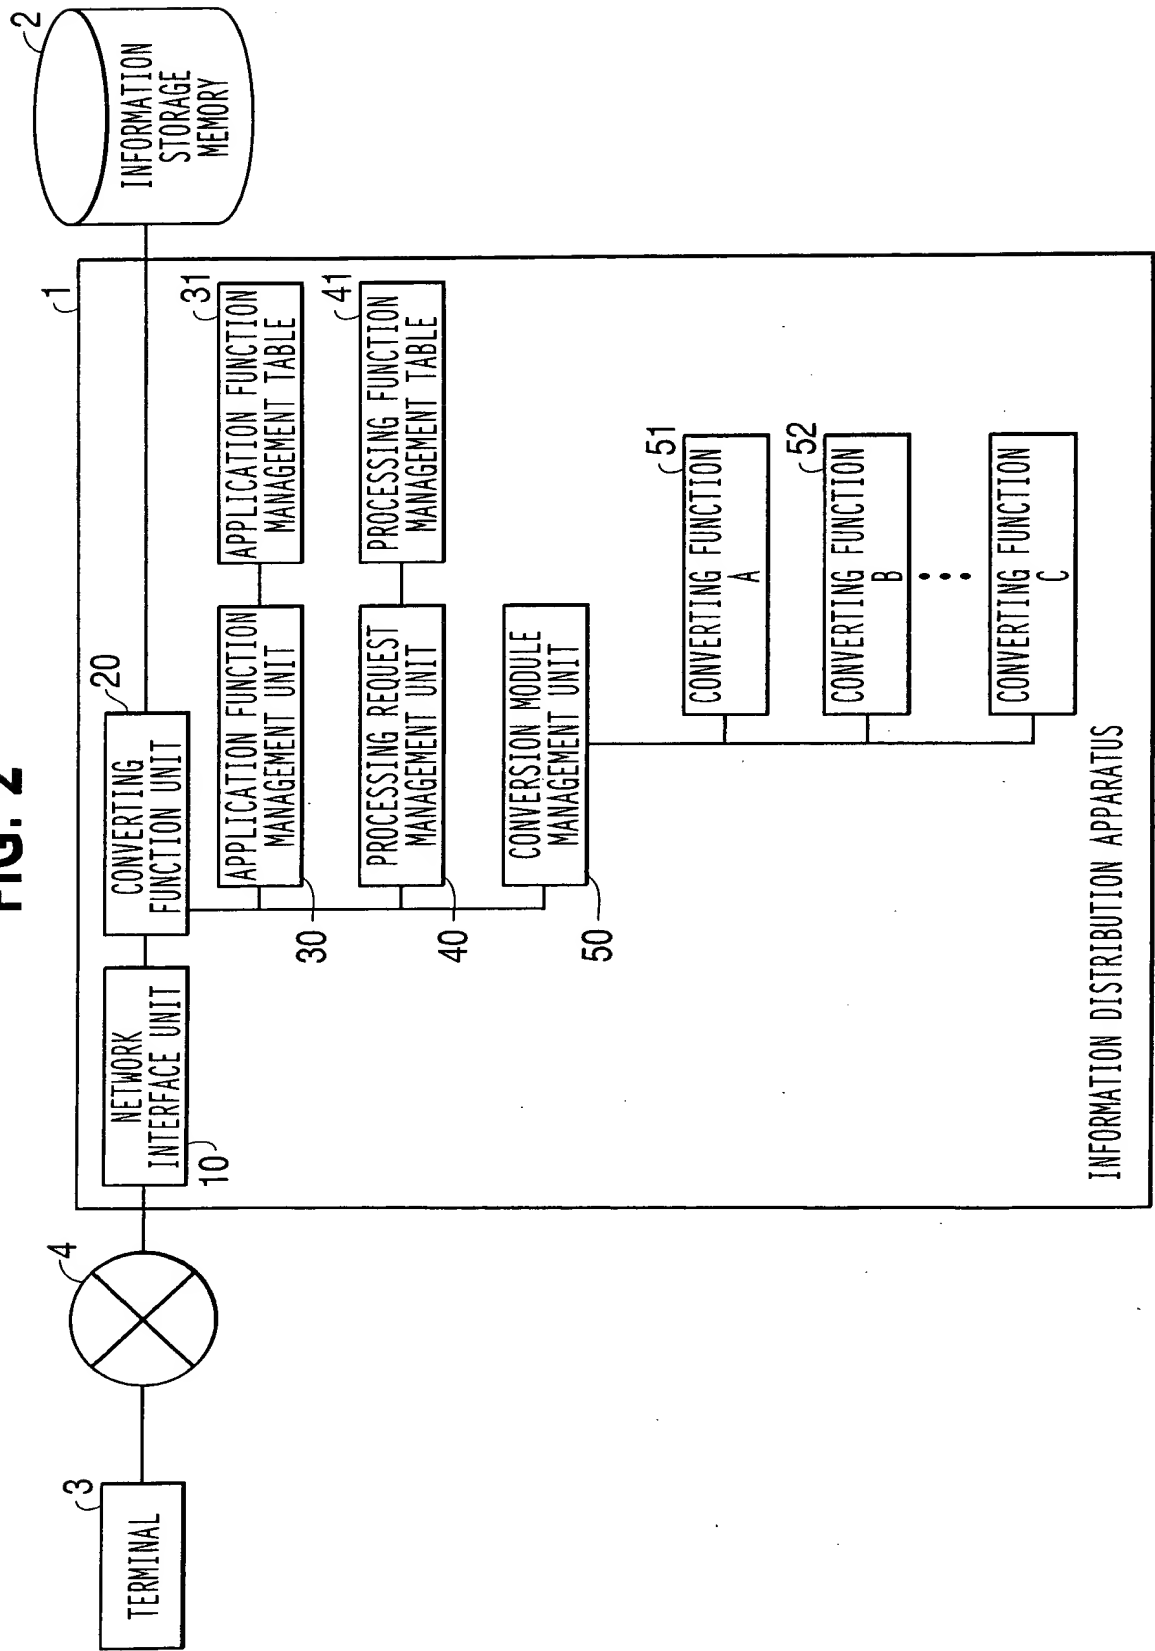 FIG. 2
2
INFORMATION
STORAGE
MEMORY
1
3
TERMINAL
4
NETWORK
INTERFACE UNIT
10
20
CONVERTING
FUNCTION UNIT
APPLICATION FUNCTION
MANAGEMENT UNIT
30
APPLICATION FUNCTION
MANAGEMENT TABLE
31
PROCESSING REQUEST
MANAGEMENT UNIT
40
PROCESSING FUNCTION
MANAGEMENT TABLE
41
CONVERSION MODULE
MANAGEMENT UNIT
50
CONVERTING FUNCTION
A
51
CONVERTING FUNCTION
B
52
CONVERTING FUNCTION
C
INFORMATION DISTRIBUTION APPARATUS